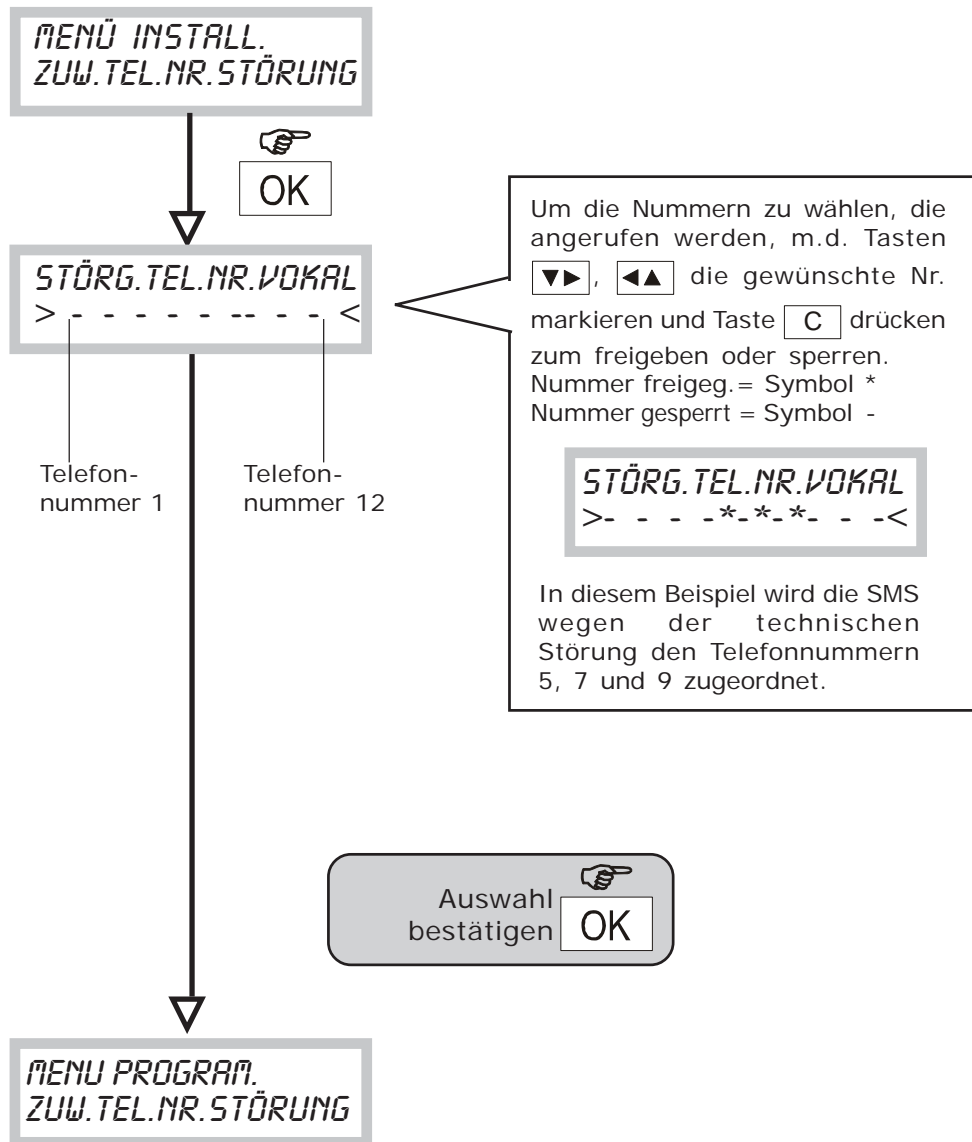 MENÜ INSTALL.
ZUW.TEL.NR.STÖRUNG
OK
STÖRG.TEL.NR.VOKAL
> - - - - - -- - - - <
Telefon-
nummer 1
Telefon-
nummer 12
Um die Nummern zu wählen, die
angerufen werden, m.d. Tasten
▼►, ◄▲ die gewünschte Nr.
markieren und Taste C drücken
zum freigeben oder sperren.
Nummer freigeg.= Symbol *
Nummer gesperrt = Symbol -
STÖRG.TEL.NR.VOKAL
>- - - -*-*-*- - -<
In diesem Beispiel wird die SMS
wegen der technischen
Störung den Telefonnummern
5, 7 und 9 zugeordnet.
Auswahl
bestätigen OK
MENU PROGRAM.
ZUW.TEL.NR.STÖRUNG